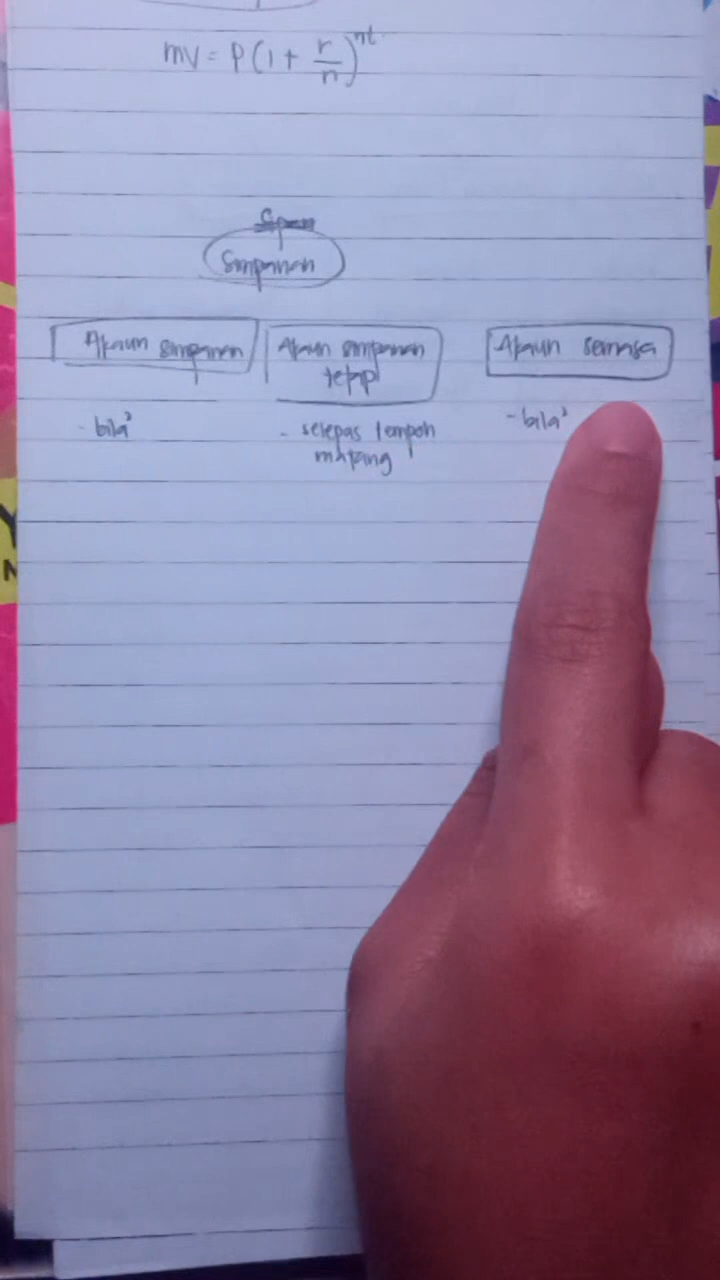 MV = P(1 + r/n)^nt
Simpanan
Akaun simpanan
Akaun simpanan
tetap
Akaun semasa
- bila²
- selepas tempoh
matang
- bila²